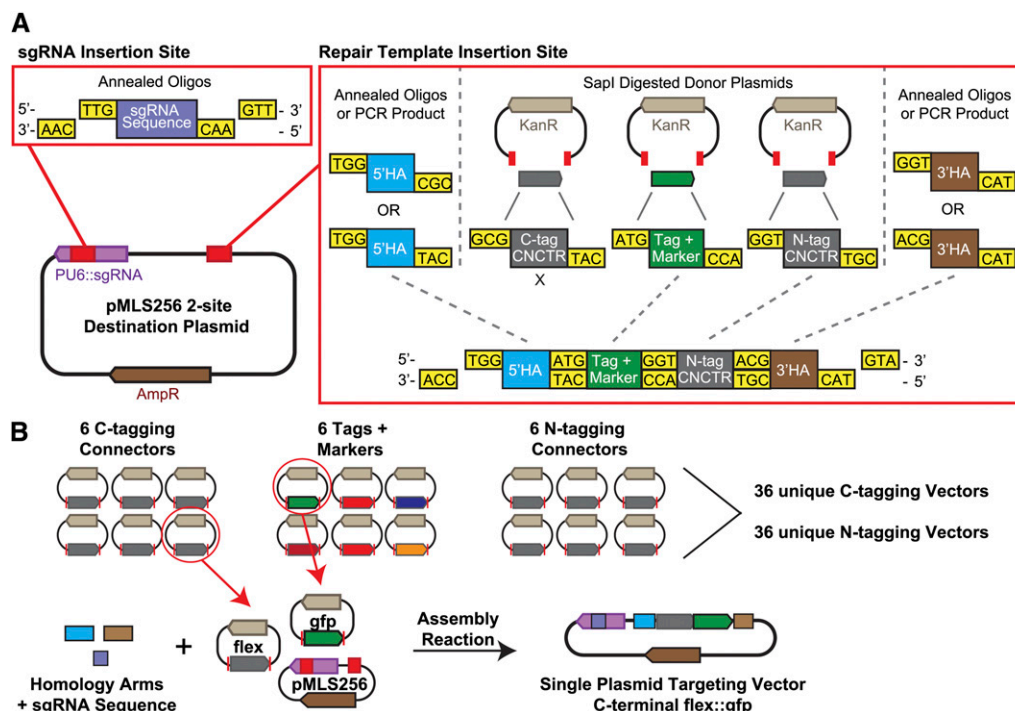 A
sgRNA Insertion Site
Repair Template Insertion Site
Annealed Oligos
5'-
TTG
sgRNA
Sequence
GTT
- 3'
3'-
AAC
CAA
- 5'
Annealed Oligos
or PCR Product
SapI Digested Donor Plasmids
Annealed Oligos
or PCR Product
KanR
KanR
KanR
TGG
5'HA
CGC
OR
TGG
5'HA
TAC
GCG
C-tag
CNCTR
TAC
X
ATG
Tag +
Marker
CCA
GGT
N-tag
CNCTR
TGC
GGT
3'HA
CAT
OR
ACG
3'HA
CAT
PU6::sgRNA
pMLS256 2-site
Destination Plasmid
AmpR
5'-
TGG
5'HA
ATG
Tag +
Marker
GGT
N-tag
CNCTR
ACG
3'HA
GTA
- 3'
3'-
ACC
TAC
CCA
TGC
CAT
- 5'
B
6 C-tagging
Connectors
6 Tags +
Markers
6 N-tagging
Connectors
36 unique C-tagging Vectors
36 unique N-tagging Vectors
Homology Arms
+ sgRNA Sequence
+
flex
gfp
pMLS256
Assembly
Reaction
Single Plasmid Targeting Vector
C-terminal flex::gfp